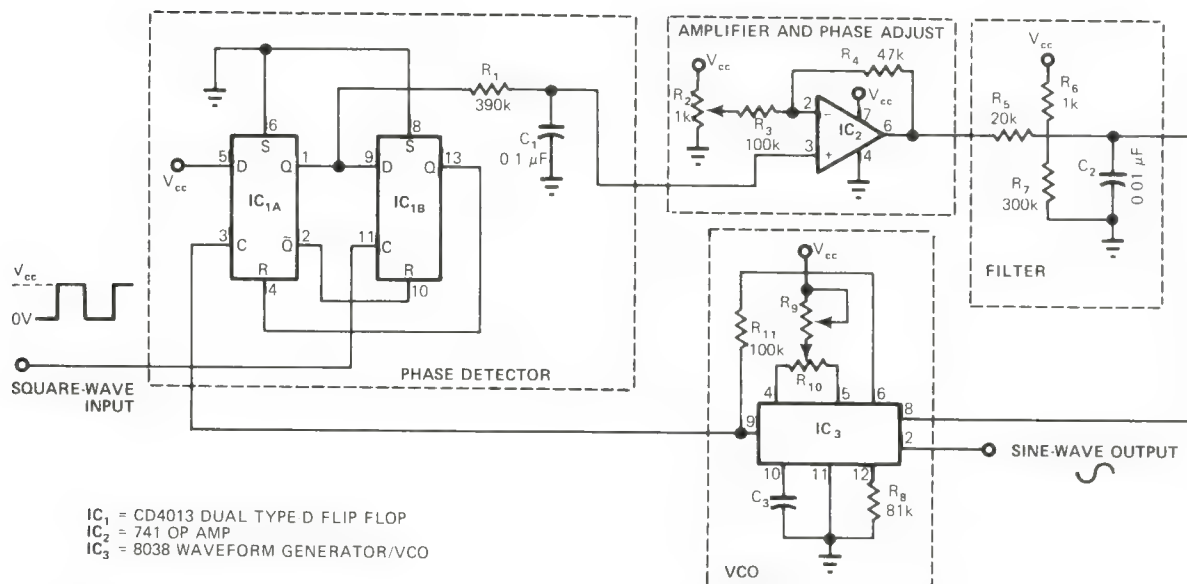 AMPLIFIER AND PHASE ADJUST
Vcc
R4 47k
Vcc
R2
1k
R3
100k
2
−
3
+
IC2
7
6
4
Vcc
R6
1k
R5
20k
R7
300k
C2
0 01 μF
FILTER
R1
390k
C1
0 1 μF
6
S
8
S
Vcc
5
D
Q
1
9
D
Q
13
IC1A
IC1B
3
C
Q̄
2
11
C
R
4
R
10
Vcc
0V
SQUARE-WAVE
INPUT
PHASE DETECTOR
Vcc
R9
R11
100k
R10
4
5
6
9
IC3
8
2
10
11
12
C3
R8
81k
VCO
SINE-WAVE OUTPUT
IC1 = CD4013 DUAL TYPE D FLIP FLOP
IC2 = 741 OP AMP
IC3 = 8038 WAVEFORM GENERATOR/VCO